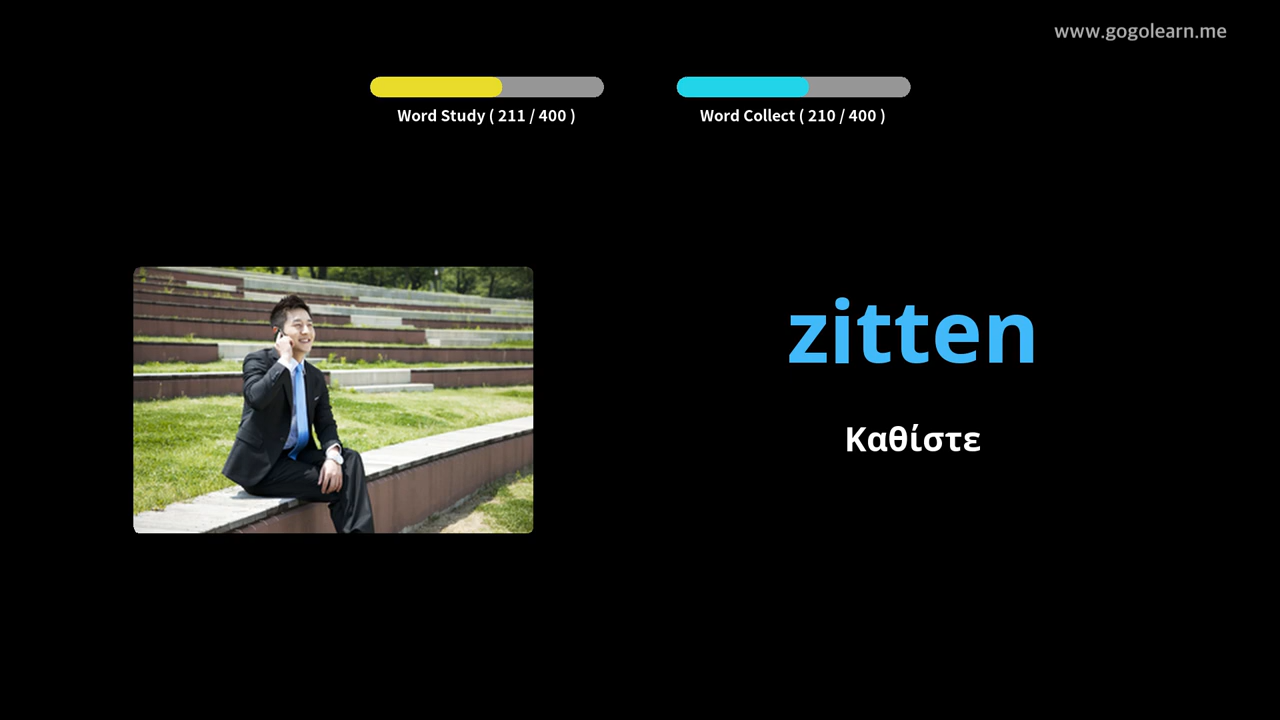 www.gogolearn.me
Word Study ( 211 / 400 )
Word Collect ( 210 / 400 )
zitten
Καθίστε